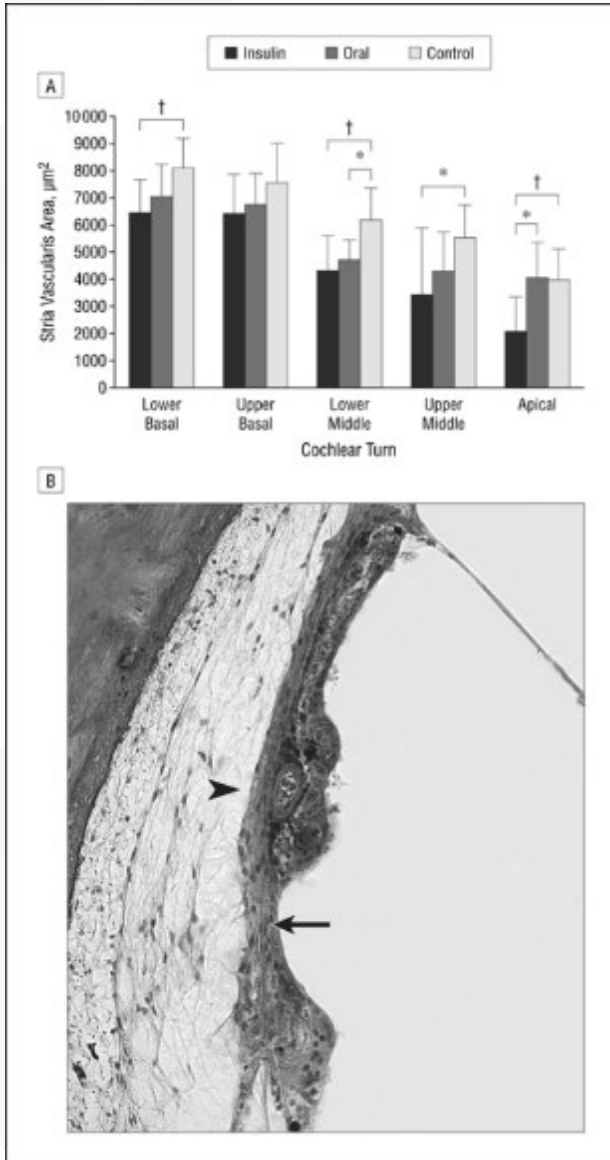 Insulin Oral Control
A
Stria Vascularis Area, μm²
10000
9000
8000
7000
6000
5000
4000
3000
2000
1000
0
†
†
*
*
†
*
Lower Basal
Upper Basal
Lower Middle
Upper Middle
Apical
Cochlear Turn
B